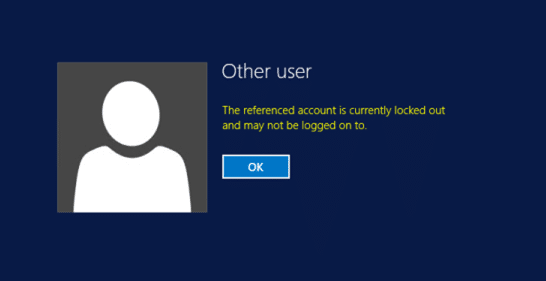 Other user
The referenced account is currently locked out
and may not be logged on to.
OK